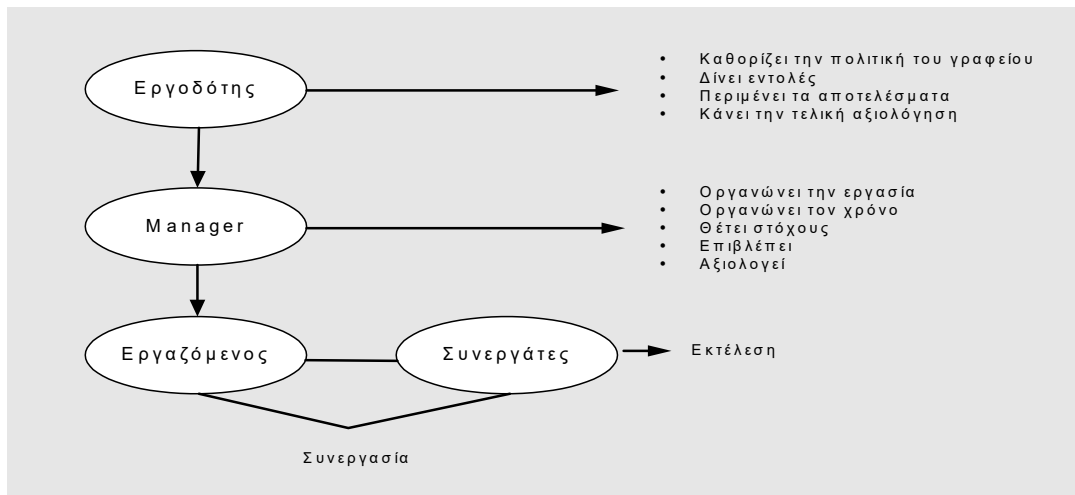 Εργοδότης
• Καθορίζει την πολιτική του γραφείου
• Δίνει εντολές
• Περιμένει τα αποτελέσματα
• Κάνει την τελική αξιολόγηση
Manager
• Οργανώνει την εργασία
• Οργανώνει τον χρόνο
• Θέτει στόχους
• Επιβλέπει
• Αξιολογεί
Εργαζόμενος
Συνεργάτες
Εκτέλεση
Συνεργασία